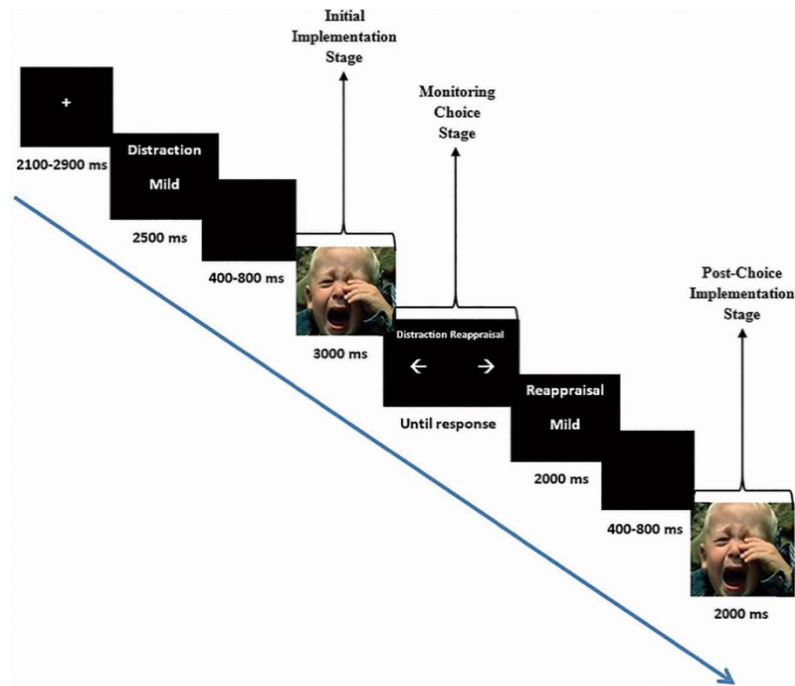 Initial
Implementation
Stage
Monitoring
Choice
Stage
+
2100-2900 ms
Distraction
Mild
2500 ms
400-800 ms
3000 ms
Distraction Reappraisal
← →
Until response
Post-Choice
Implementation
Stage
Reappraisal
Mild
2000 ms
400-800 ms
2000 ms